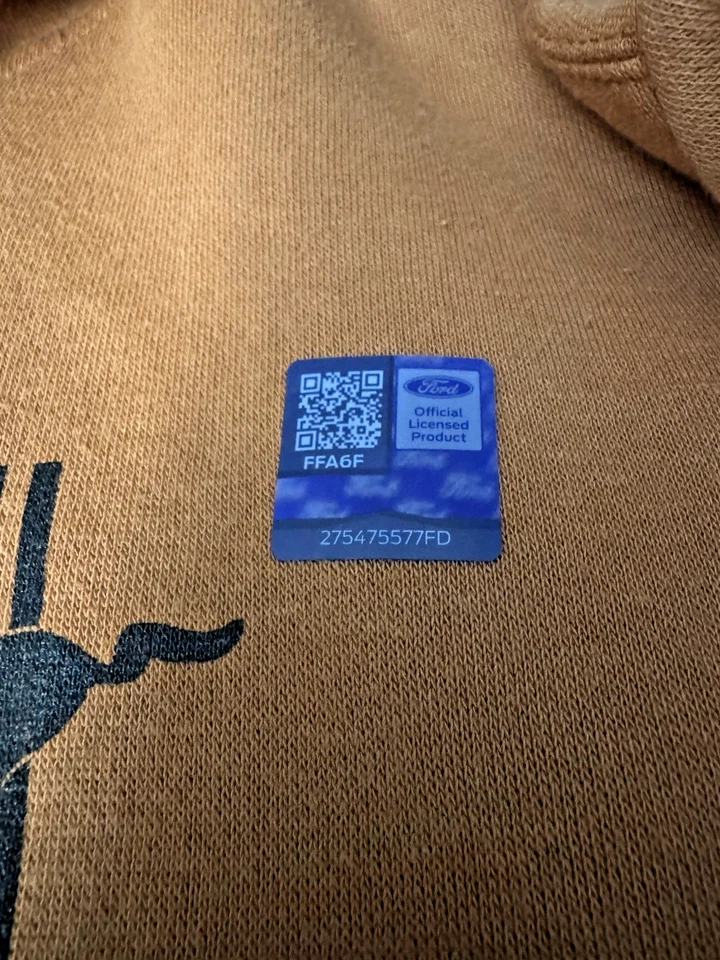 Ford
Official
Licensed
Product
FFA6F
275475577FD